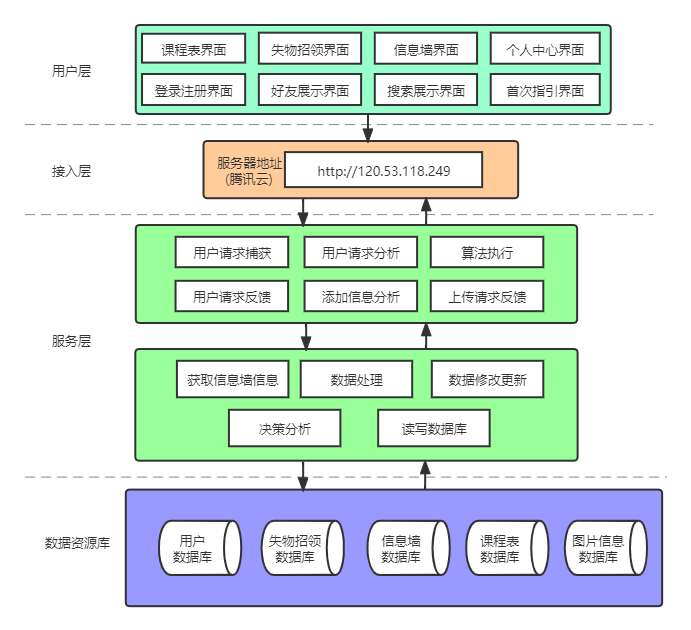 用户层
课程表界面
失物招领界面
信息墙界面
个人中心界面
登录注册界面
好友展示界面
搜索展示界面
首次指引界面
接入层
服务器地址
(腾讯云)
http://120.53.118.249
服务层
用户请求捕获
用户请求分析
算法执行
用户请求反馈
添加信息分析
上传请求反馈
获取信息墙信息
数据处理
数据修改更新
决策分析
读写数据库
数据资源库
用户
数据库
失物招领
数据库
信息墙
数据库
课程表
数据库
图片信息
数据库